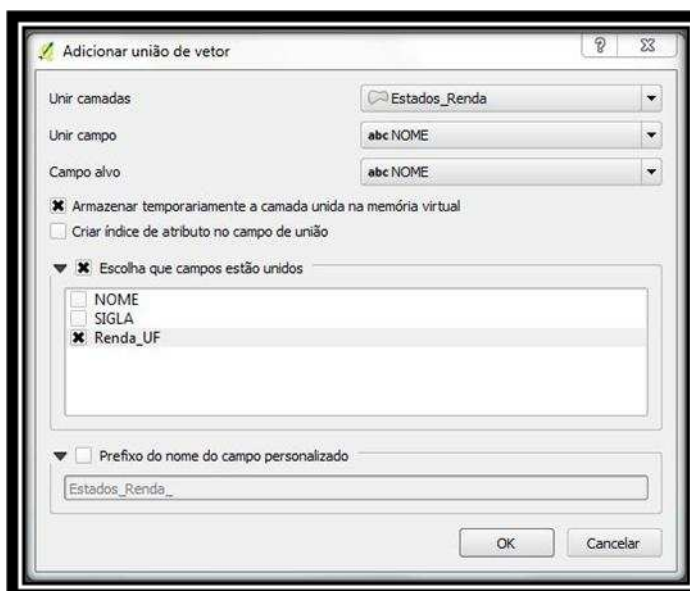 Adicionar união de vetor
Unir camadas
Estados_Renda
Unir campo
abc NOME
Campo alvo
abc NOME
Armazenar temporariamente a camada unida na memória virtual
Criar índice de atributo no campo de união
Escolha que campos estão unidos
NOME
SIGLA
Renda_UF
Prefixo do nome do campo personalizado
Estados_Renda_
OK
Cancelar